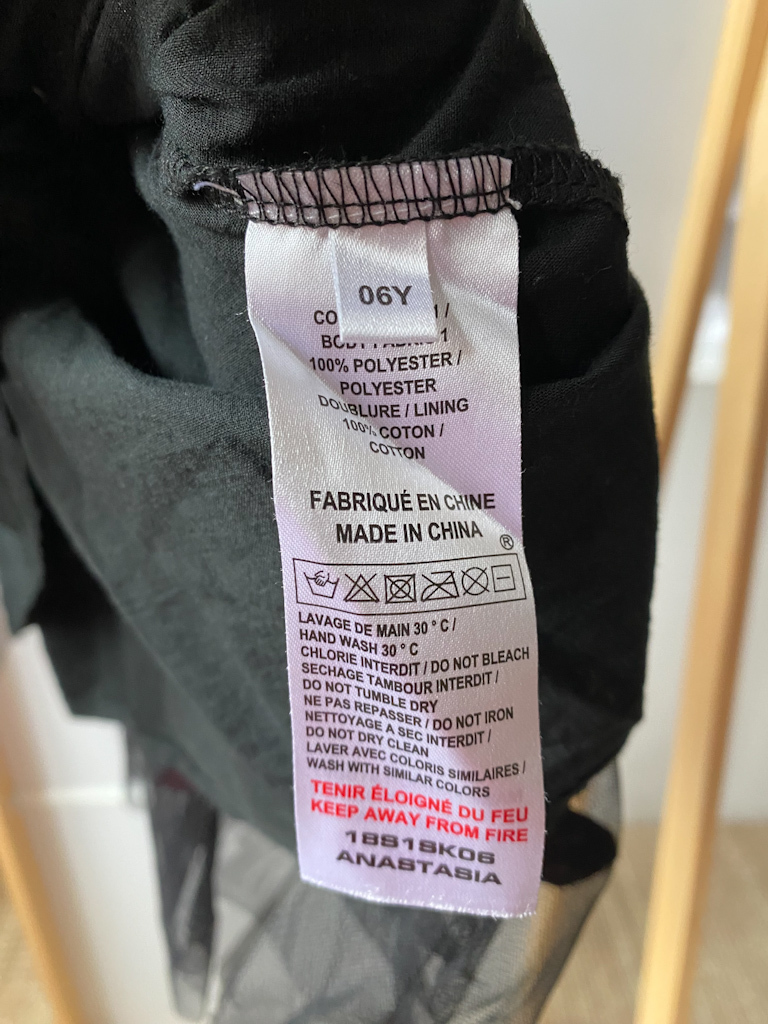 06Y
1 /
1
100% POLYESTER /
POLYESTER
DOUBLURE / LINING
100% COTON /
COTTON
FABRIQUÉ EN CHINE
MADE IN CHINA
®
LAVAGE DE MAIN 30 ° C /
HAND WASH 30 ° C
CHLORIE INTERDIT / DO NOT BLEACH
SECHAGE TAMBOUR INTERDIT /
DO NOT TUMBLE DRY
NE PAS REPASSER / DO NOT IRON
NETTOYAGE A SEC INTERDIT /
DO NOT DRY CLEAN
LAVER AVEC COLORIS SIMILAIRES /
WASH WITH SIMILAR COLORS
TENIR ÉLOIGNÉ DU FEU
KEEP AWAY FROM FIRE
18S1SK06
ANASTASIA